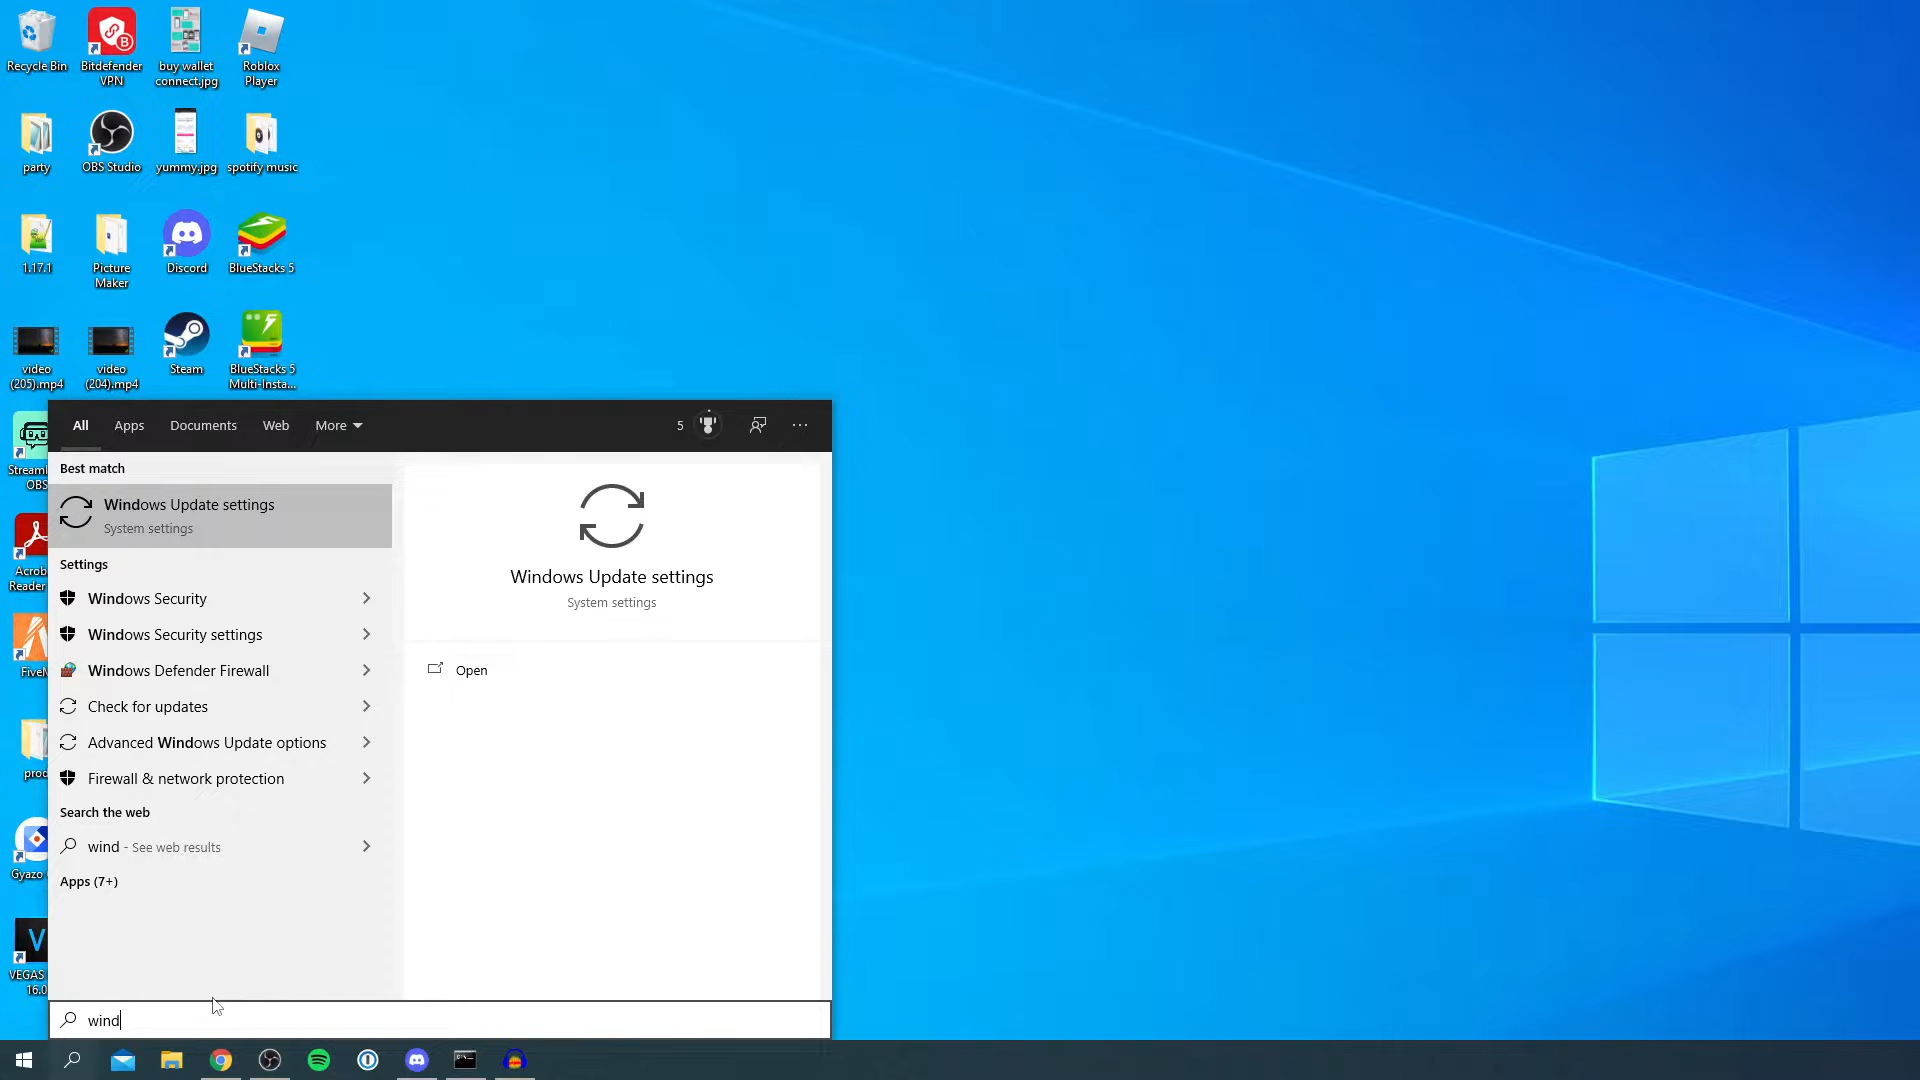 Recycle Bin
Bitdefender
VPN
buy wallet
connect.jpg
Roblox
Player
party
OBS Studio
yummy.jpg
spotify music
1.17.1
Picture
Maker
Discord
BlueStacks 5
video
(205).mp4
video
(204).mp4
Steam
BlueStacks 5
Multi-Insta...
Streaml
OBS
Acrob
Reader
FiveM
prod
Gyazo
VEGAS
16.0
All
Apps
Documents
Web
More
5
Best match
Windows Update settings
System settings
Settings
Windows Security
Windows Security settings
Windows Defender Firewall
Check for updates
Advanced Windows Update options
Firewall & network protection
Search the web
wind - See web results
Apps (7+)
Windows Update settings
System settings
Open
wind